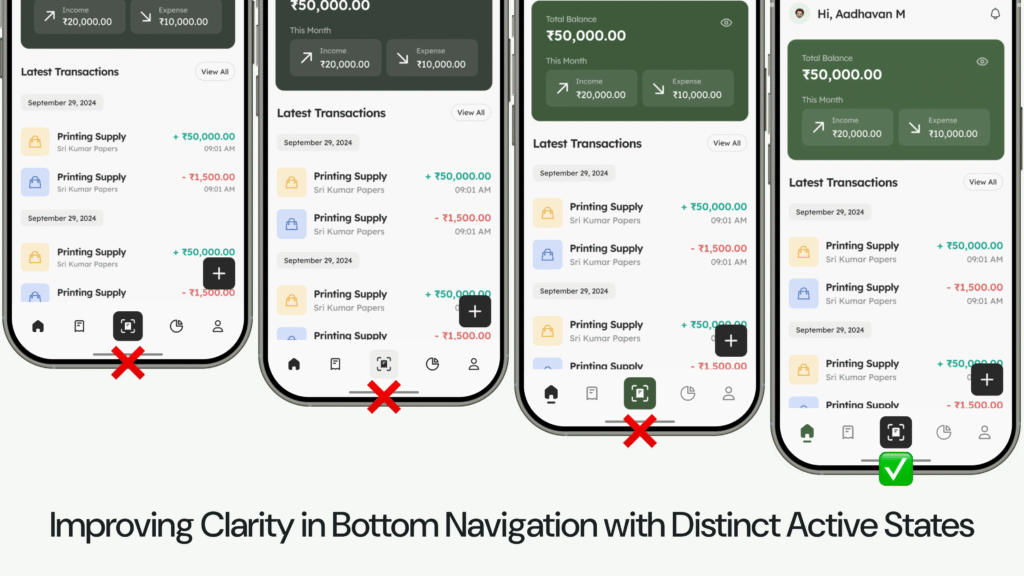 Income
₹20,000.00
Expense
₹10,000.00
Latest Transactions
View All
September 29, 2024
Printing Supply
+ ₹50,000.00
Sri Kumar Papers
09:01 AM
Printing Supply
- ₹1,500.00
Sri Kumar Papers
09:01 AM
September 29, 2024
Printing Supply
+ ₹50,000.00
Sri Kumar Papers
Printing Supply
- ₹1,500.00
₹50,000.00
This Month
Income
₹20,000.00
Expense
₹10,000.00
Latest Transactions
View All
September 29, 2024
Printing Supply
+ ₹50,000.00
Sri Kumar Papers
09:01 AM
Printing Supply
- ₹1,500.00
Sri Kumar Papers
09:01 AM
September 29, 2024
Printing Supply
+ ₹50,000.00
Sri Kumar Papers
Printing Supply
- ₹1,500.00
Total Balance
₹50,000.00
This Month
Income
₹20,000.00
Expense
₹10,000.00
Latest Transactions
View All
September 29, 2024
Printing Supply
+ ₹50,000.00
Sri Kumar Papers
09:01 AM
Printing Supply
- ₹1,500.00
Sri Kumar Papers
09:01 AM
September 29, 2024
Printing Supply
+ ₹50,000.00
Sri Kumar Papers
Printing Supply
- ₹1,500.00
Hi, Aadhavan M
Total Balance
₹50,000.00
This Month
Income
₹20,000.00
Expense
₹10,000.00
Latest Transactions
View All
September 29, 2024
Printing Supply
+ ₹50,000.00
Sri Kumar Papers
09:01 AM
Printing Supply
- ₹1,500.00
Sri Kumar Papers
09:01 AM
September 29, 2024
Printing Supply
+ ₹50,000.00
Sri Kumar Papers
Printing Supply
- ₹1,500.00
Improving Clarity in Bottom Navigation with Distinct Active States